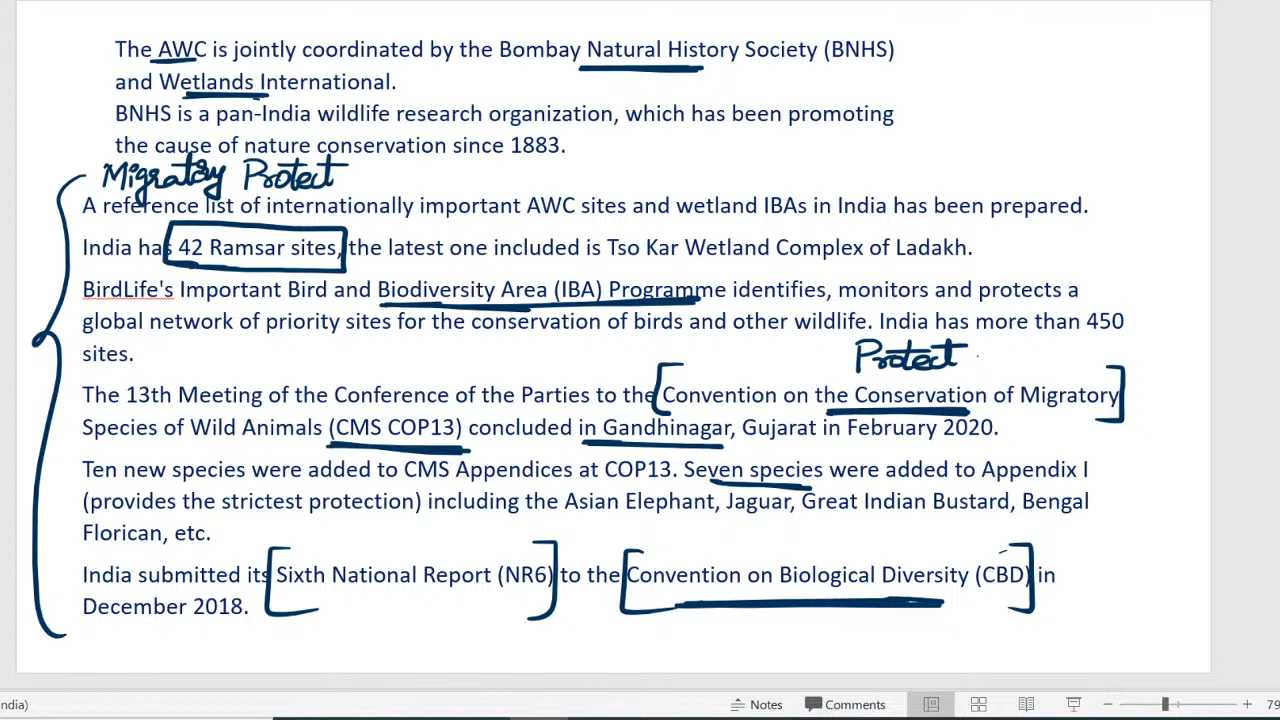 The AWC is jointly coordinated by the Bombay Natural History Society (BNHS)
and Wetlands International.
BNHS is a pan-India wildlife research organization, which has been promoting
the cause of nature conservation since 1883.
Migratory Protect
A reference list of internationally important AWC sites and wetland IBAs in India has been prepared.
India has 42 Ramsar sites, the latest one included is Tso Kar Wetland Complex of Ladakh.
BirdLife's Important Bird and Biodiversity Area (IBA) Programme identifies, monitors and protects a
global network of priority sites for the conservation of birds and other wildlife. India has more than 450
sites.
Protect
The 13th Meeting of the Conference of the Parties to the Convention on the Conservation of Migratory
Species of Wild Animals (CMS COP13) concluded in Gandhinagar, Gujarat in February 2020.
Ten new species were added to CMS Appendices at COP13. Seven species were added to Appendix I
(provides the strictest protection) including the Asian Elephant, Jaguar, Great Indian Bustard, Bengal
Florican, etc.
India submitted its Sixth National Report (NR6) to the Convention on Biological Diversity (CBD) in
December 2018.
ndia) Notes Comments 79